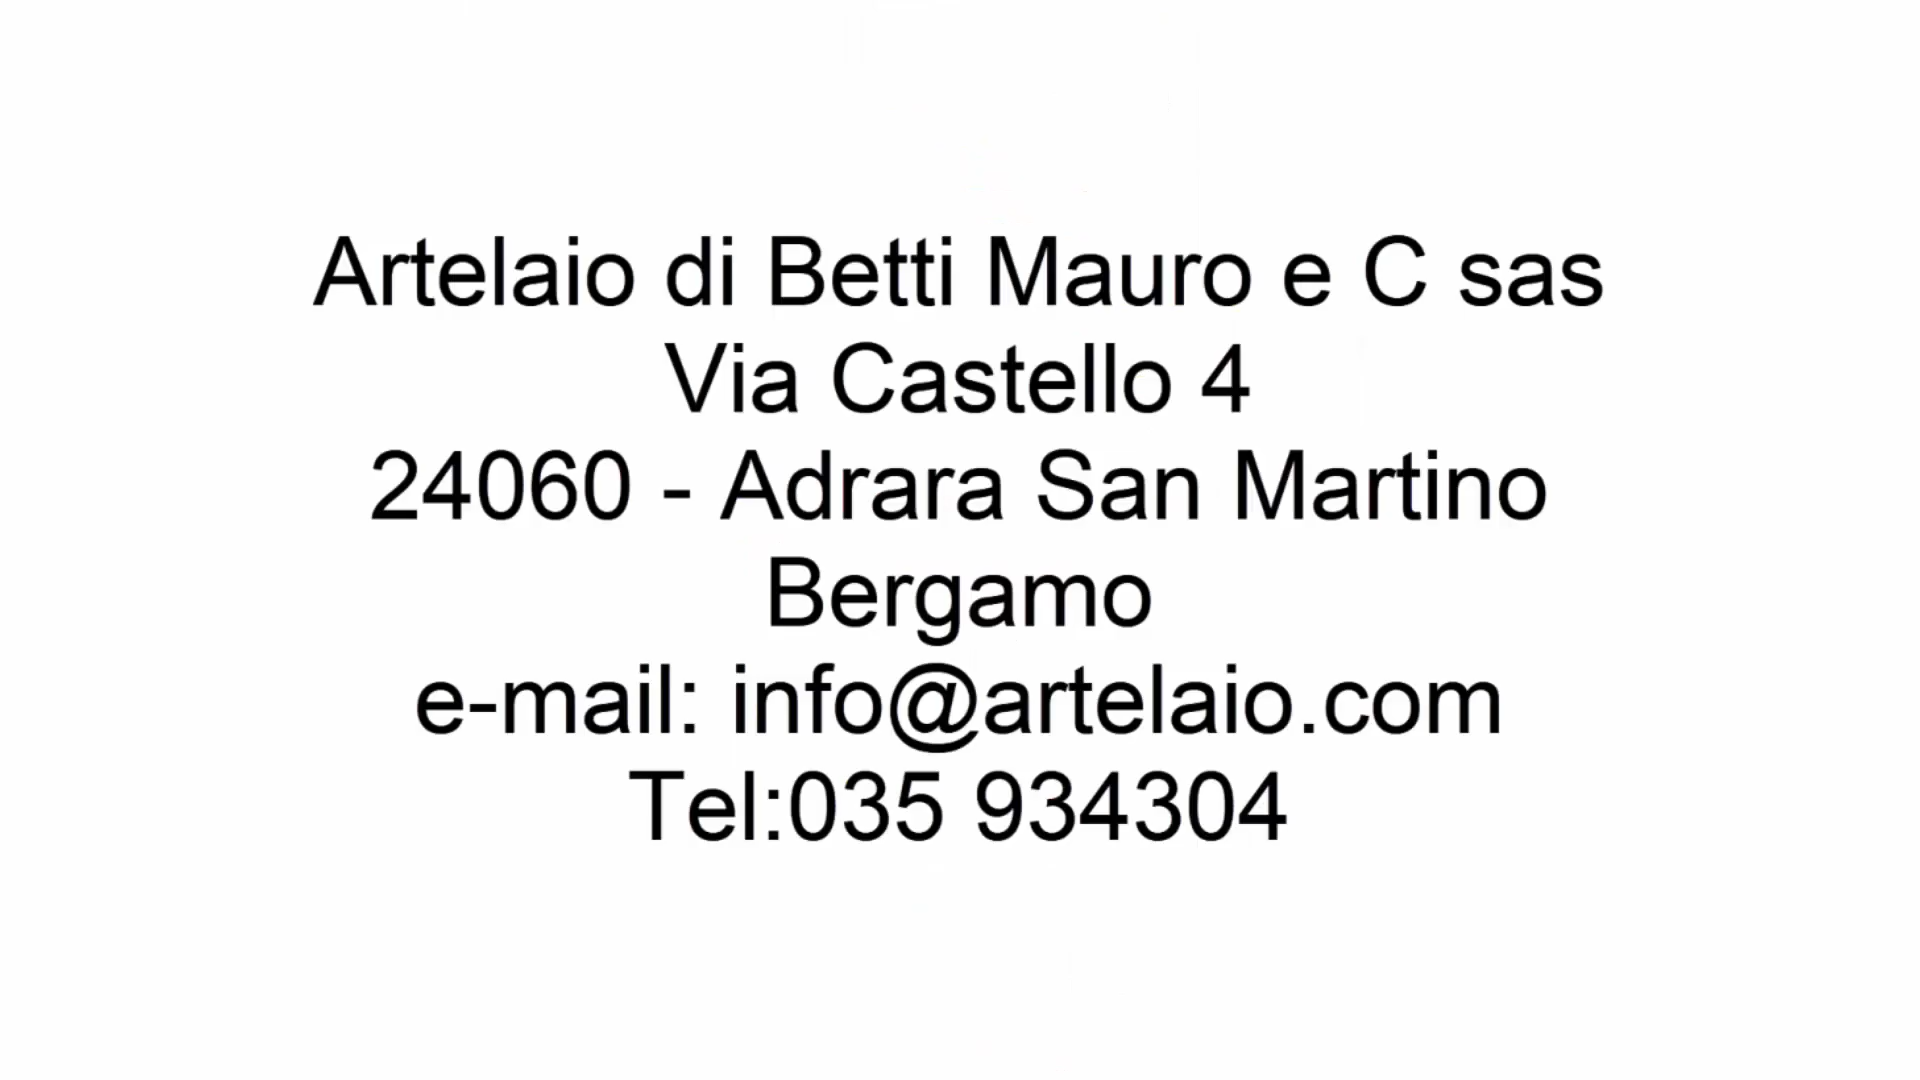 Artelaio di Betti Mauro e C sas
Via Castello 4
24060 - Adrara San Martino
Bergamo
e-mail: info@artelaio.com
Tel:035 934304